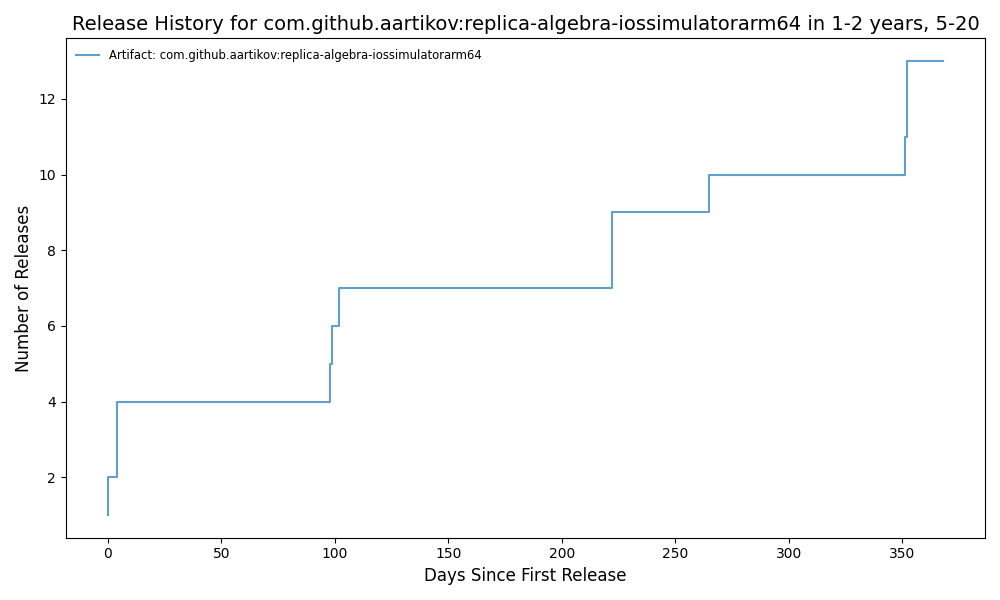 Release History for com.github.aartikov:replica-algebra-iossimulatorarm64 in 1-2 years, 5-20
Artifact: com.github.aartikov:replica-algebra-iossimulatorarm64
12
10
8
6
4
2
Number of Releases
0 50 100 150 200 250 300 350
Days Since First Release